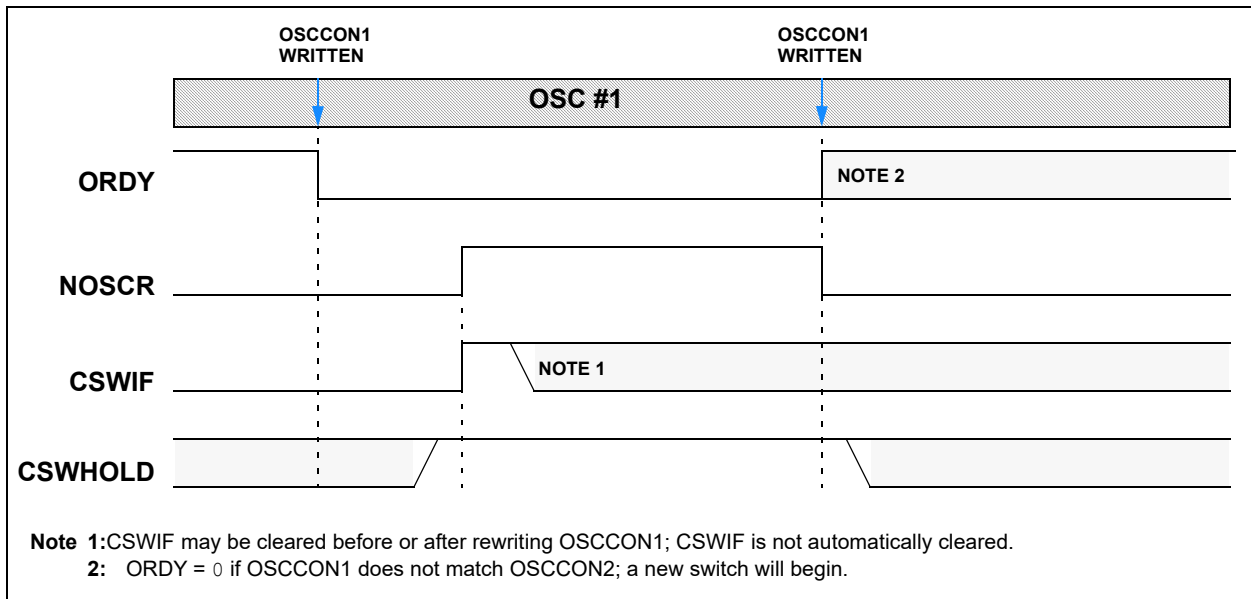 OSCCON1 OSCCON1
WRITTEN WRITTEN
OSC #1
ORDY
NOTE 2
NOSCR
CSWIF
NOTE 1
CSWHOLD
Note 1:CSWIF may be cleared before or after rewriting OSCCON1; CSWIF is not automatically cleared.
2: ORDY = 0 if OSCCON1 does not match OSCCON2; a new switch will begin.